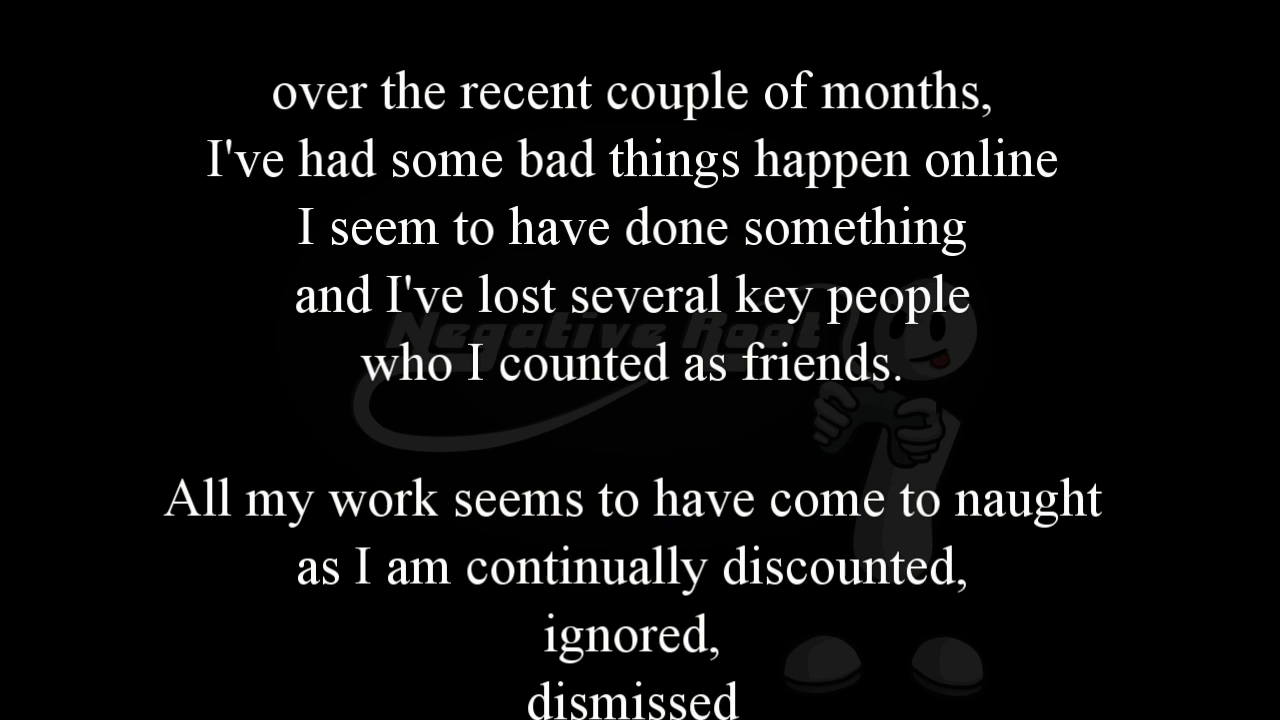 over the recent couple of months,
I've had some bad things happen online
I seem to have done something
and I've lost several key people
Negative Root
who I counted as friends.
All my work seems to have come to naught
as I am continually discounted,
ignored,
dismissed